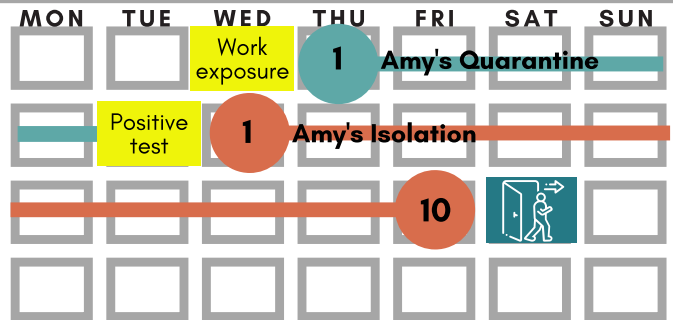 MON TUE WED THU FRI SAT SUN
Work
exposure
1
Amy's Quarantine
Positive
test
1
Amy's Isolation
10